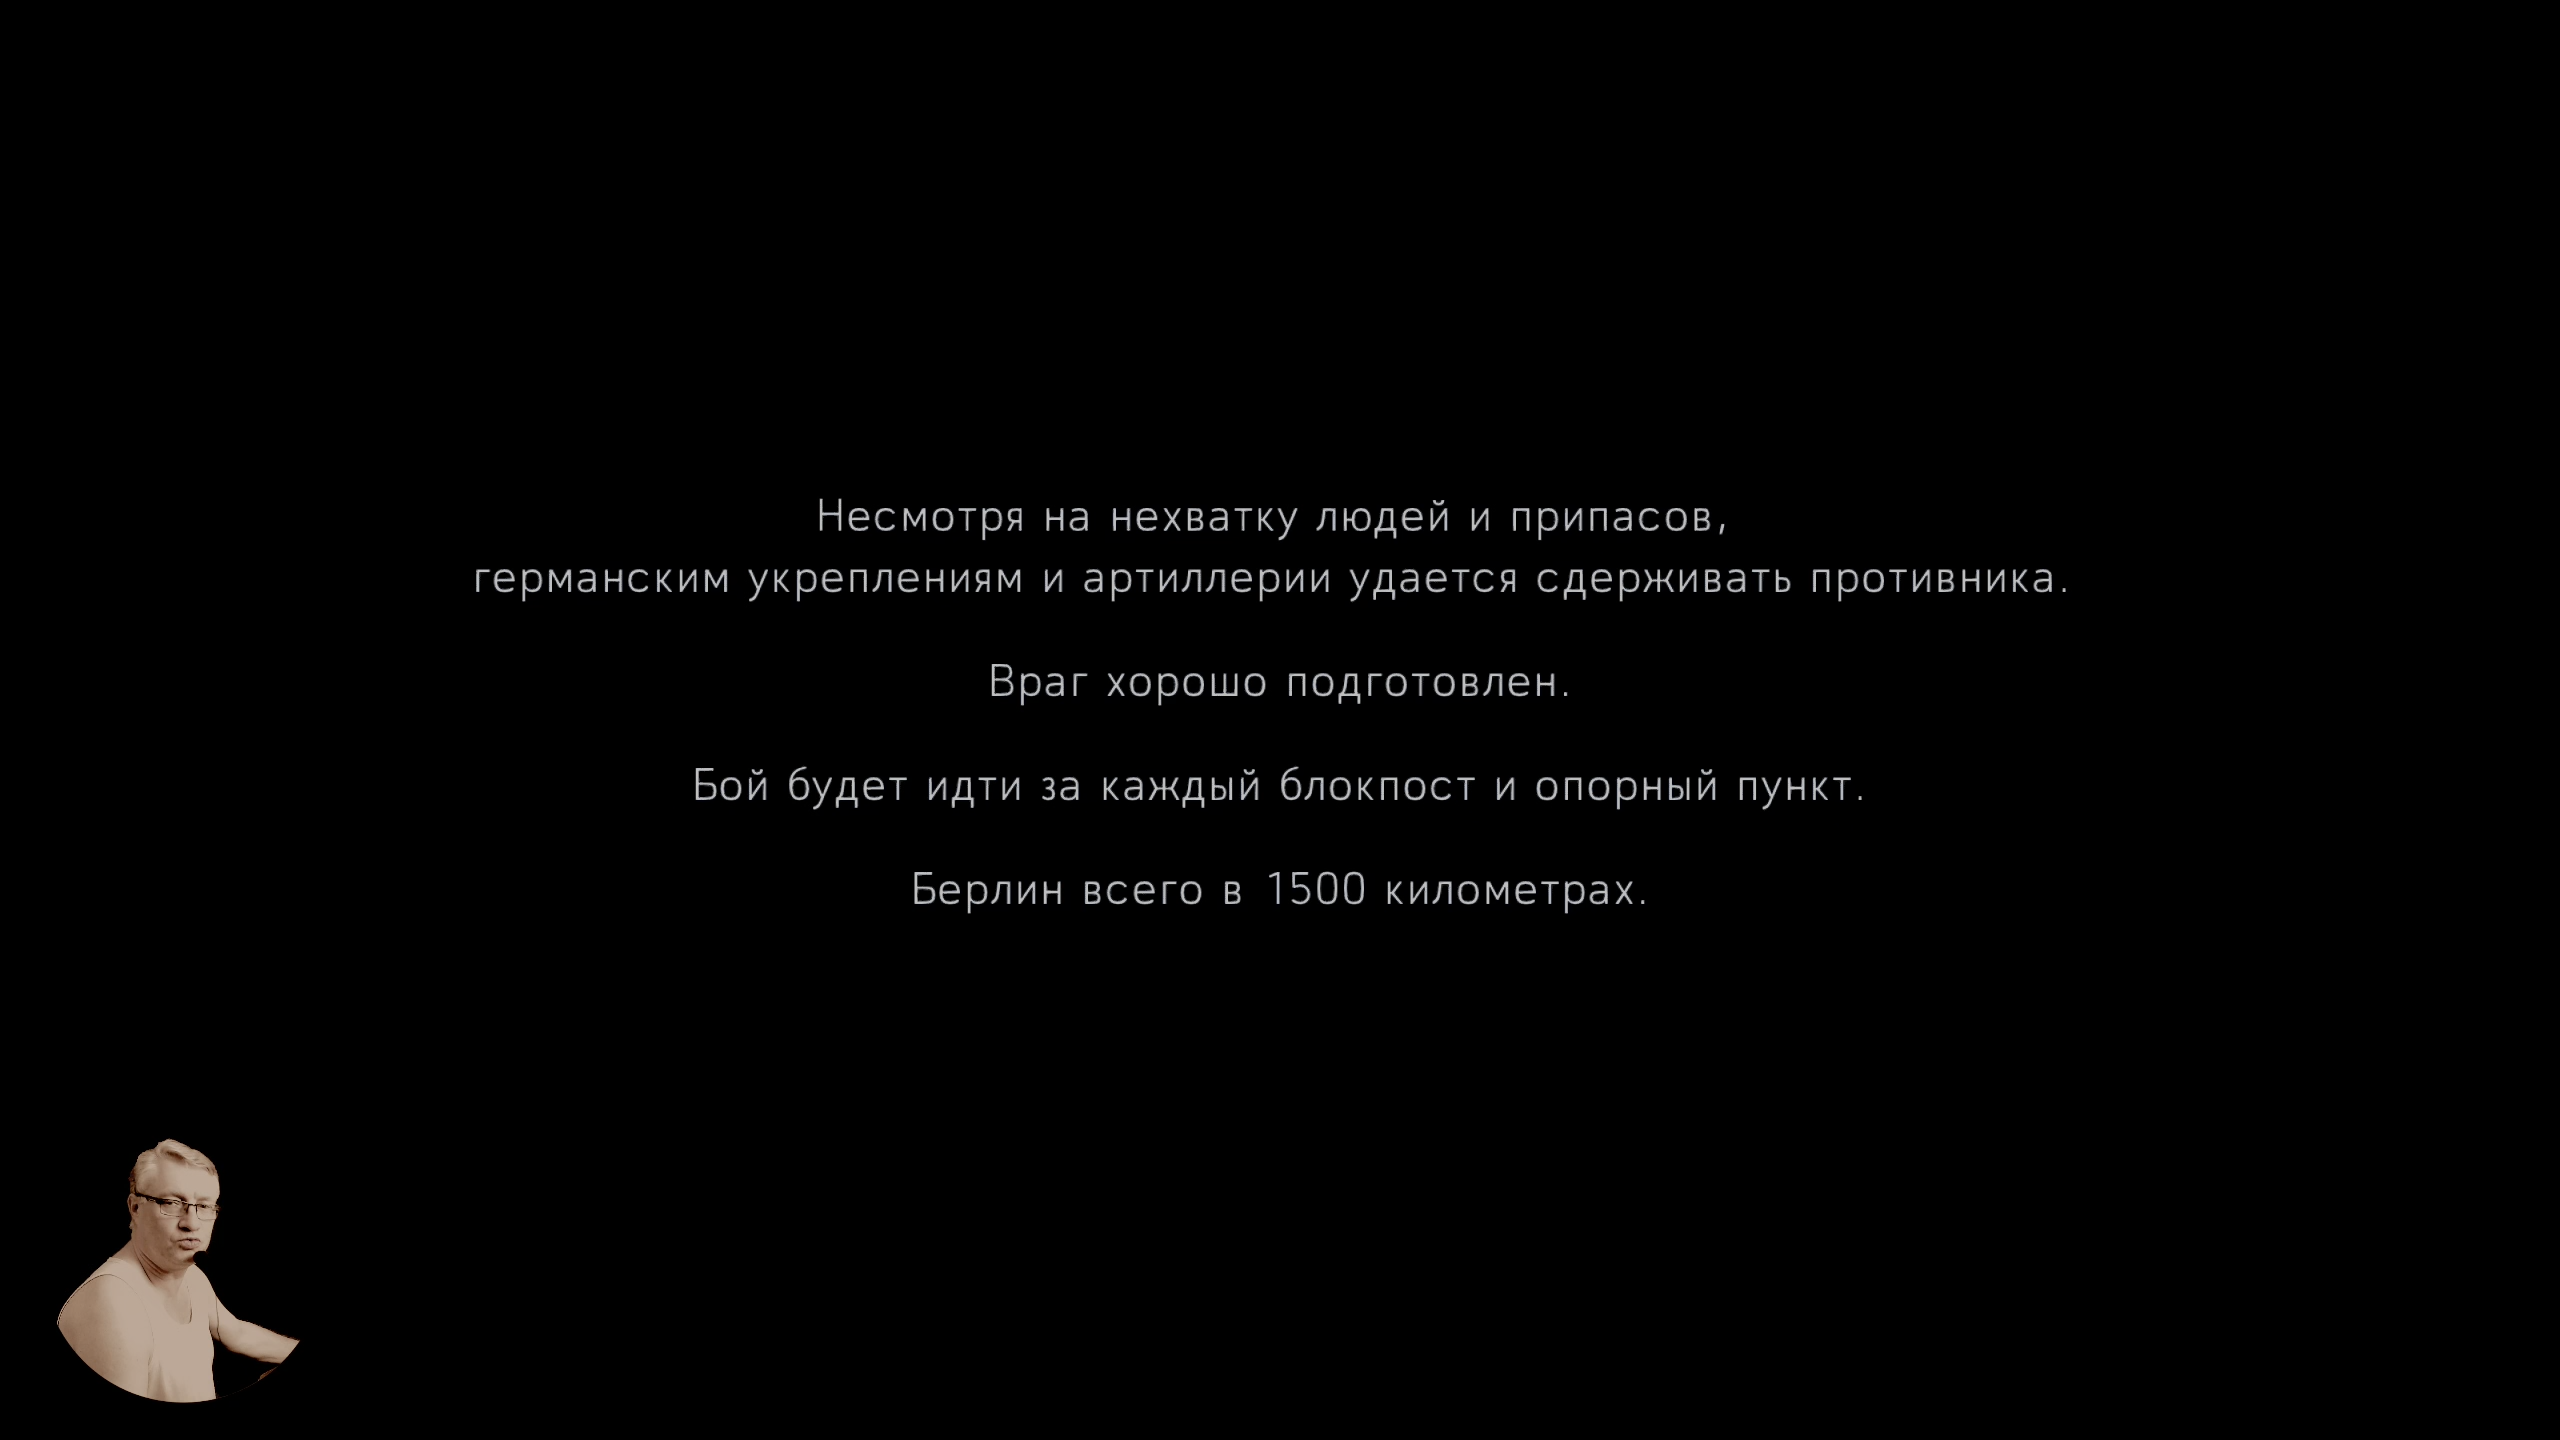 Несмотря на нехватку людей и припасов,
германским укреплениям и артиллерии удается сдерживать противника.
Враг хорошо подготовлен.
Бой будет идти за каждый блокпост и опорный пункт.
Берлин всего в 1500 километрах.